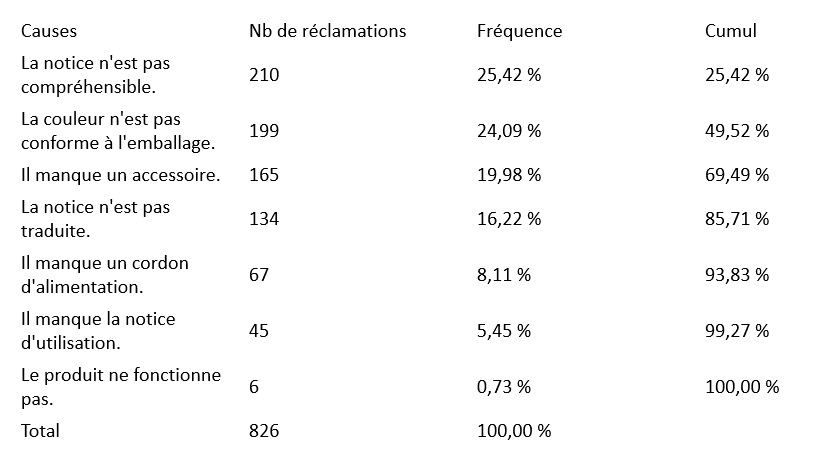 Causes Nb de réclamations Fréquence Cumul
La notice n'est pas
compréhensible. 210 25,42 % 25,42 %
La couleur n'est pas
conforme à l'emballage. 199 24,09 % 49,52 %
Il manque un accessoire. 165 19,98 % 69,49 %
La notice n'est pas
traduite. 134 16,22 % 85,71 %
Il manque un cordon
d'alimentation. 67 8,11 % 93,83 %
Il manque la notice
d'utilisation. 45 5,45 % 99,27 %
Le produit ne fonctionne
pas. 6 0,73 % 100,00 %
Total 826 100,00 %